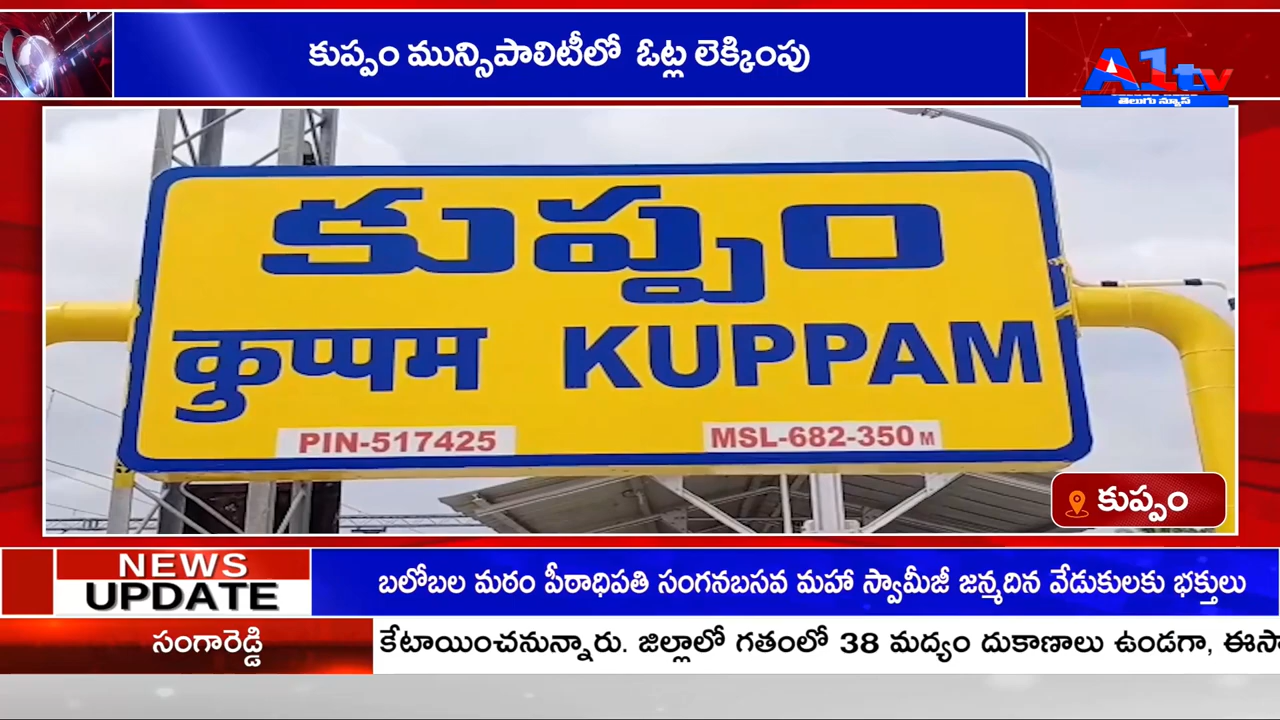 కుప్పం మున్సిపాలిటీలో ఓట్ల లెక్కింపు
A1tv
తెలుగు న్యూస్
కుప్పం
कुप्पम KUPPAM
PIN-517425 MSL-682-350 M
కుప్పం
NEWS
UPDATE
బలోబల మఠం పీఠాధిపతి సంగనబసవ మహా స్వామీజీ జన్మదిన వేడుకులకు భక్తులు
సంగారెడ్డి
కేటాయించనున్నారు. జిల్లాలో గతంలో 38 మద్యం దుకాణాలు ఉండగా, ఈసా